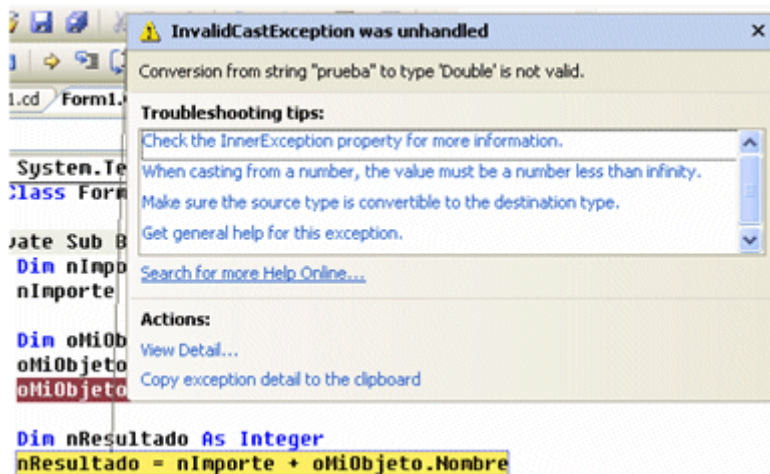 InvalidCastException was unhandled
Conversion from string "prueba" to type 'Double' is not valid.
1.cd Form1.
Troubleshooting tips:
Check the InnerException property for more information.
System.Te
When casting from a number, the value must be a number less than infinity.
Class Form
Make sure the source type is convertible to the destination type.
vate Sub B
Get general help for this exception.
Dim nImpo
Search for more Help Online...
nImporte
Actions:
Dim oMiOb
View Detail...
oMiObjeto
Copy exception detail to the clipboard
oMiObjeto
Dim nResultado As Integer
nResultado = nImporte + oMiObjeto.Nombre